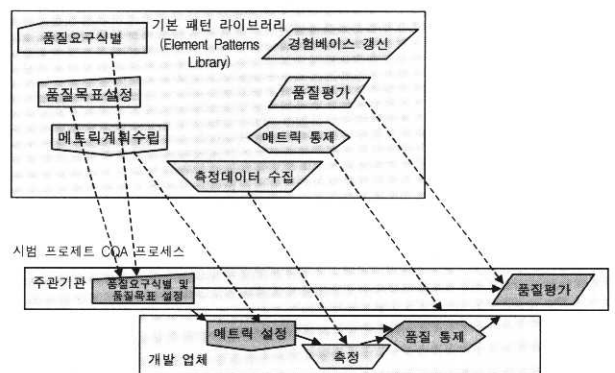 기본 패턴 라이브러리
(Element Patterns
Library)
품질요구식별
경험베이스 갱신
품질목표설정
품질평가
메트릭계획수립
메트릭 통제
측정데이터 수집
시범 프로제트 CQA 프로세스
주관기관
품질요구식별 및
품질목표 설정
품질평가
메트릭 설정
품질 통제
측정
개발 업체